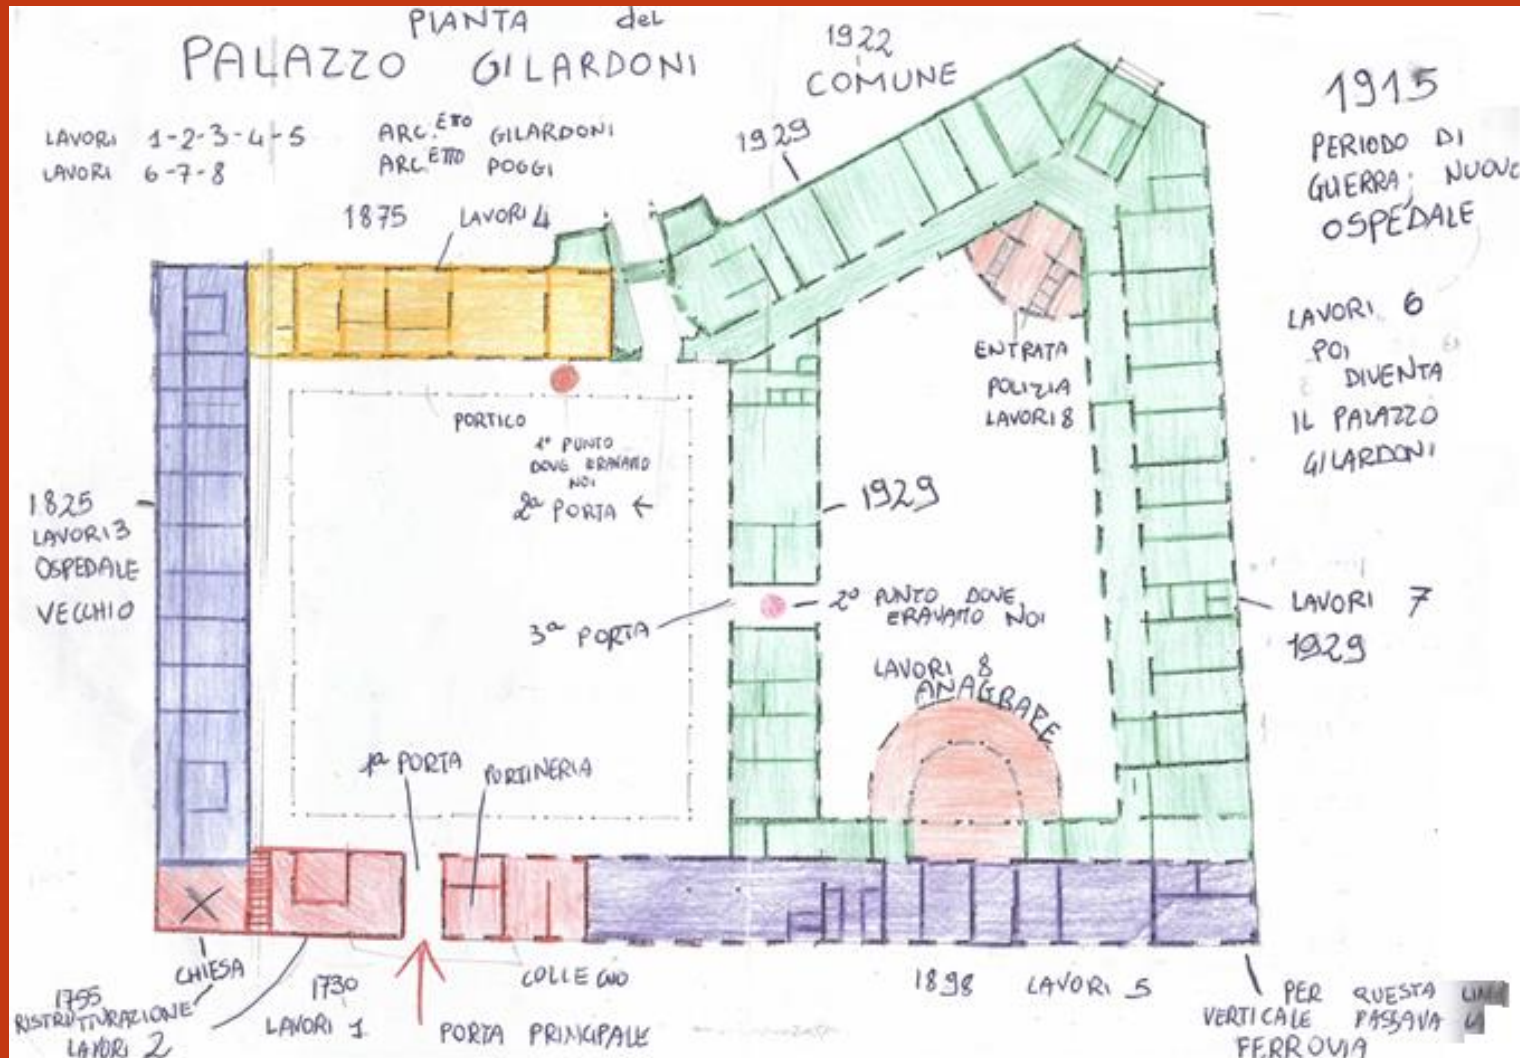 PIANTA del
PALAZZO GILARDONI
LAVORI 1-2-3-4-5 ARC.ETTO GILARDONI
LAVORI 6-7-8 ARC.ETTO POGGI
1875 LAVORI 4
1922
COMUNE
1929
1915
PERIODO DI
GUERRA; NUOVO
OSPEDALE
LAVORI 6
POI
DIVENTA
IL PALAZZO
GILARDONI
ENTRATA
POLIZIA
LAVORI 8
PORTICO
1° PUNTO
DOVE ERAVAMO
NOI
2ª PORTA ←
1929
1825
LAVORI 3
OSPEDALE
VECCHIO
3ª PORTA
2° PUNTO DOVE
ERAVAMO NOI
LAVORI 7
1929
LAVORI 8
ANAGRAFE
1ª PORTA
PORTINERIA
CHIESA
1755
RISTRUTTURAZIONE
LAVORI 2
1730
LAVORI 1
COLLEGIO
PORTA PRINCIPALE
1898 LAVORI 5
PER QUESTA LINEA
VERTICALE PASSAVA LA
FERROVIA